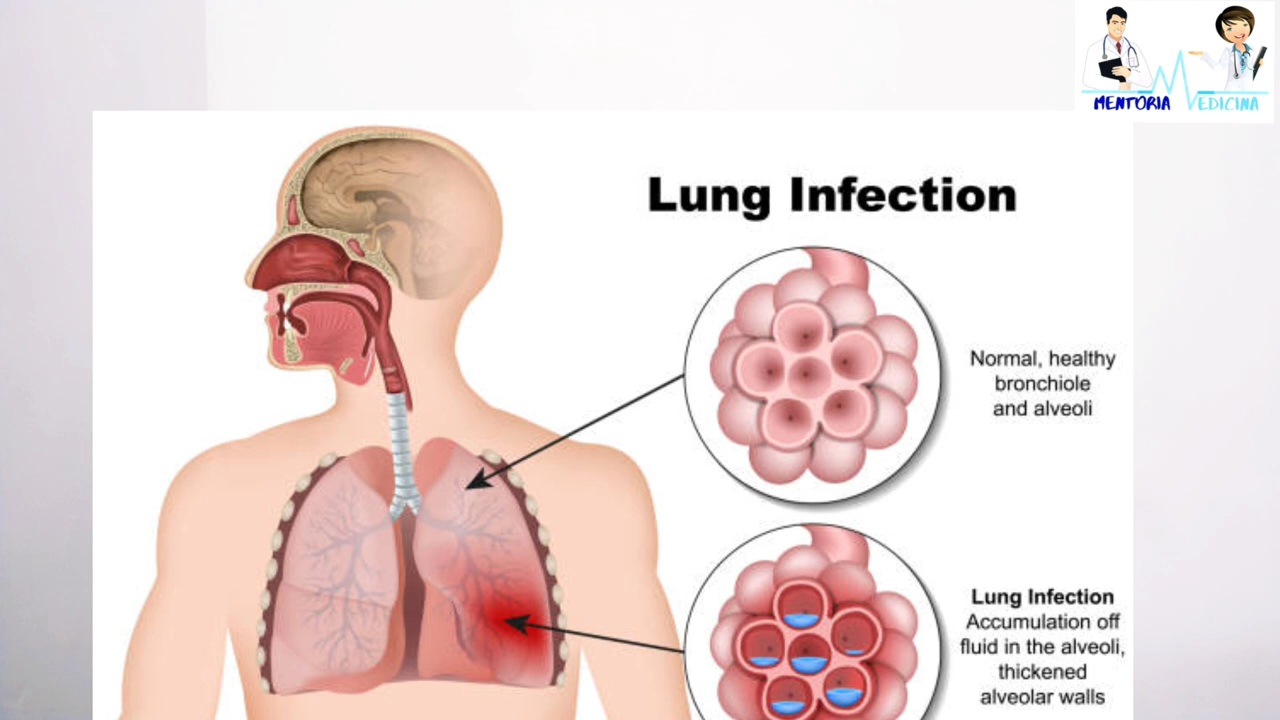 MENTORIA MEDICINA
Lung Infection
Normal, healthy
bronchiole
and alveoli
Lung Infection
Accumulation off
fluid in the alveoli,
thickened
alveolar walls